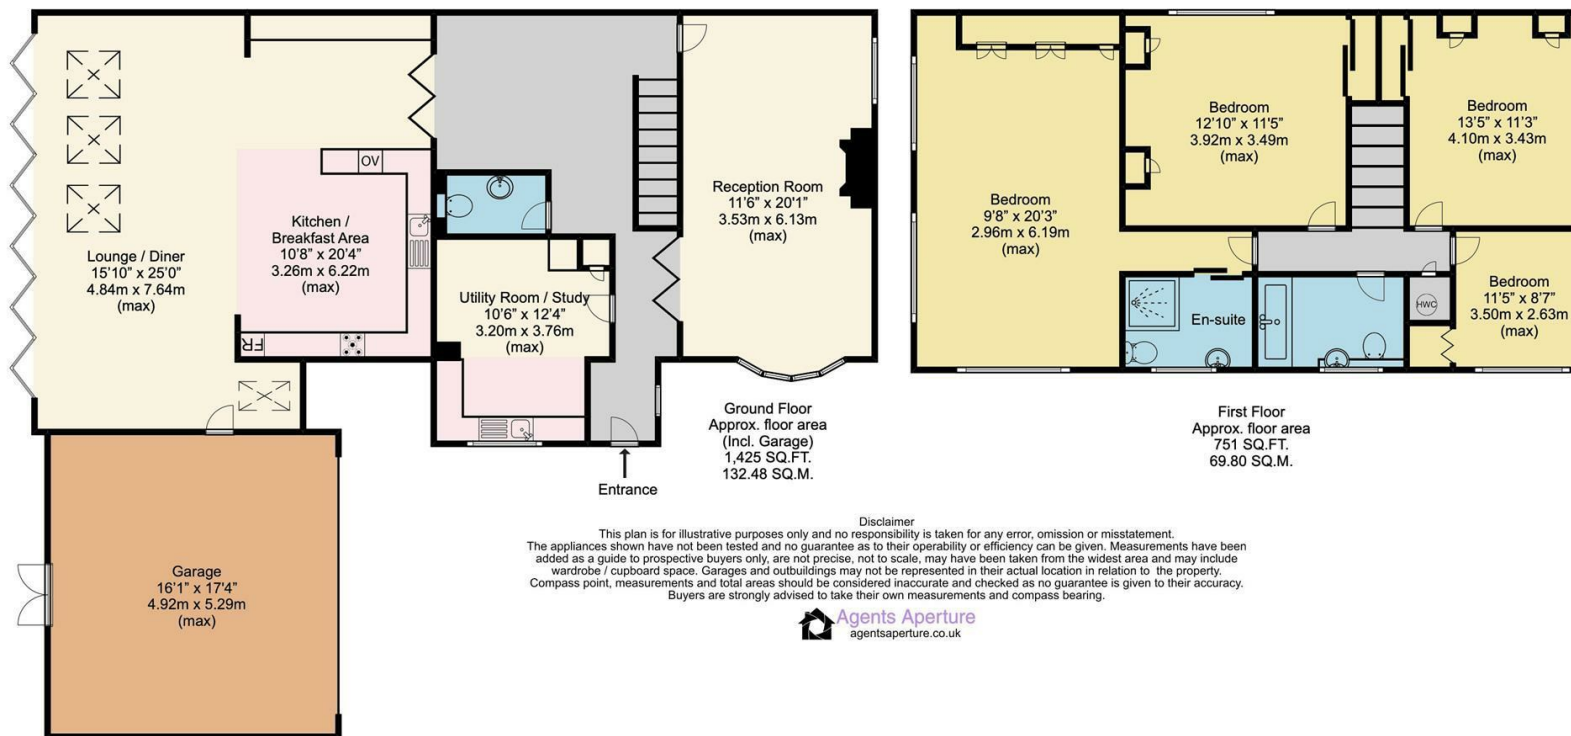 Lounge / Diner
15'10" x 25'0"
4.84m x 7.64m
(max)
OV
Kitchen /
Breakfast Area
10'8" x 20'4"
3.26m x 6.22m
(max)
FR
Utility Room / Study
10'6" x 12'4"
3.20m x 3.76m
(max)
Reception Room
11'6" x 20'1"
3.53m x 6.13m
(max)
Entrance
Garage
16'1" x 17'4"
4.92m x 5.29m
(max)
Ground Floor
Approx. floor area
(Incl. Garage)
1,425 SQ.FT.
132.48 SQ.M.
Bedroom
9'8" x 20'3"
2.96m x 6.19m
(max)
Bedroom
12'10" x 11'5"
3.92m x 3.49m
(max)
Bedroom
13'5" x 11'3"
4.10m x 3.43m
(max)
Bedroom
11'5" x 8'7"
3.50m x 2.63m
(max)
En-suite
HWC
First Floor
Approx. floor area
751 SQ.FT.
69.80 SQ.M.
Disclaimer
This plan is for illustrative purposes only and no responsibility is taken for any error, omission or misstatement.
The appliances shown have not been tested and no guarantee as to their operability or efficiency can be given. Measurements have been
added as a guide to prospective buyers only, are not precise, not to scale, may have been taken from the widest area and may include
wardrobe / cupboard space. Garages and outbuildings may not be represented in their actual location in relation to the property.
Compass point, measurements and total areas should be considered inaccurate and checked as no guarantee is given to their accuracy.
Buyers are strongly advised to take their own measurements and compass bearing.
Agents Aperture
agentsaperture.co.uk